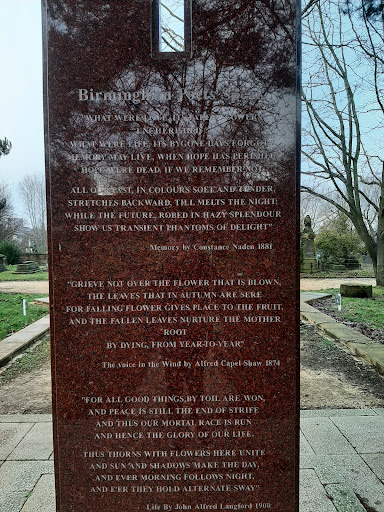 Birmingham Poets
"WHAT WERE LIFE, ITS FALLEN FLOWERS
ENCHERISHED?
WHAT WERE LIFE, ITS BYGONE DAYS FORGOT?
MEMORY MAY LIVE, WHEN HOPE HAS PERISHED
HOPE WERE DEAD, IF WE REMEMBER NOT.
ALL OUR PAST, IN COLOURS SOFT AND TENDER,
STRETCHES BACKWARD, TILL MELTS THE NIGHT:
WHILE THE FUTURE, ROBED IN HAZY SPLENDOUR
SHOW US TRANSIENT PHANTOMS OF DELIGHT"
Memory by Constance Naden 1881
"GRIEVE NOT OVER THE FLOWER THAT IS BLOWN,
THE LEAVES THAT IN AUTUMN ARE SERE
FOR FALLING FLOWER GIVES PLACE TO THE FRUIT,
AND THE FALLEN LEAVES NURTURE THE MOTHER
ROOT
BY DYING, FROM YEAR-TO-YEAR"
The voice in the Wind by Alfred Capel-Shaw 1874
"FOR ALL GOOD THINGS, BY TOIL ARE WON,
AND PEACE IS STILL THE END OF STRIFE
AND THUS OUR MORTAL RACE IS RUN
AND HENCE THE GLORY OF OUR LIFE.
THUS THORNS WITH FLOWERS HERE UNITE
AND SUN AND SHADOWS MAKE THE DAY,
AND EVER MORNING FOLLOWS NIGHT,
AND E'ER THEY HOLD ALTERNATE SWAY"
Life By John Alfred Langford 1900